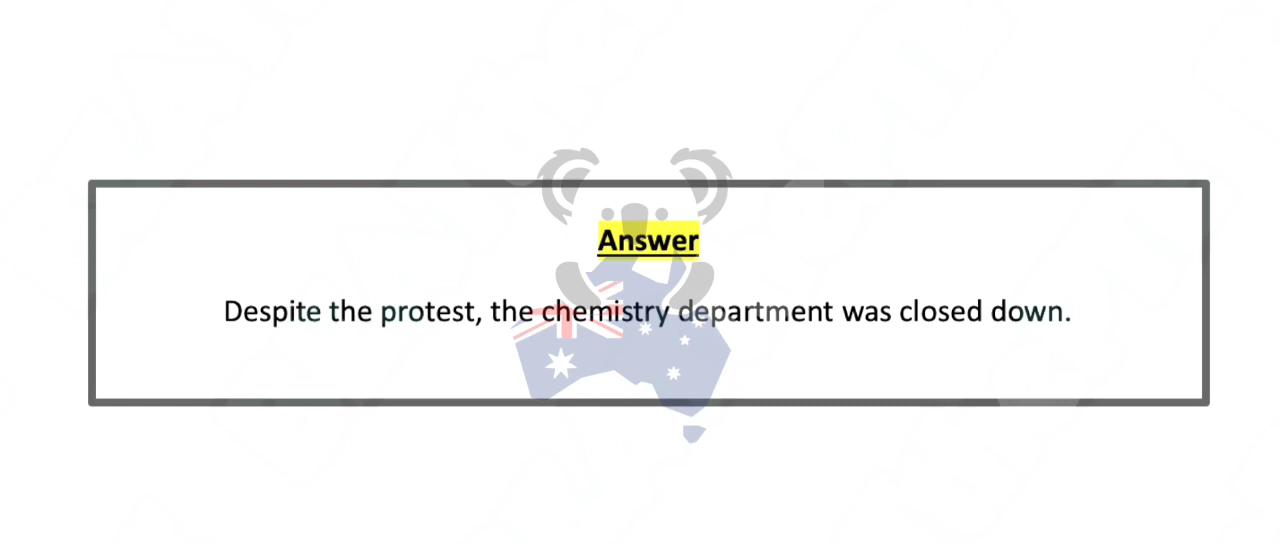 Answer
Despite the protest, the chemistry department was closed down.